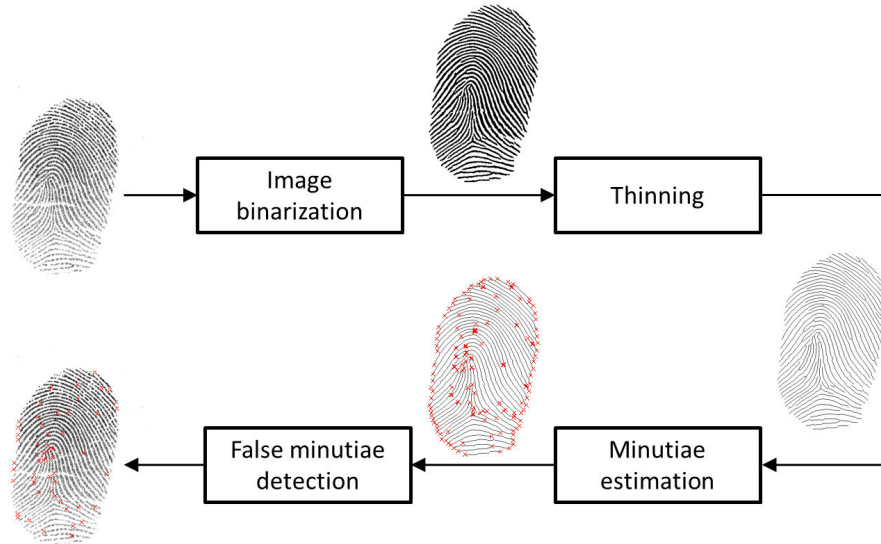 Image
binarization
Thinning
False minutiae
detection
Minutiae
estimation